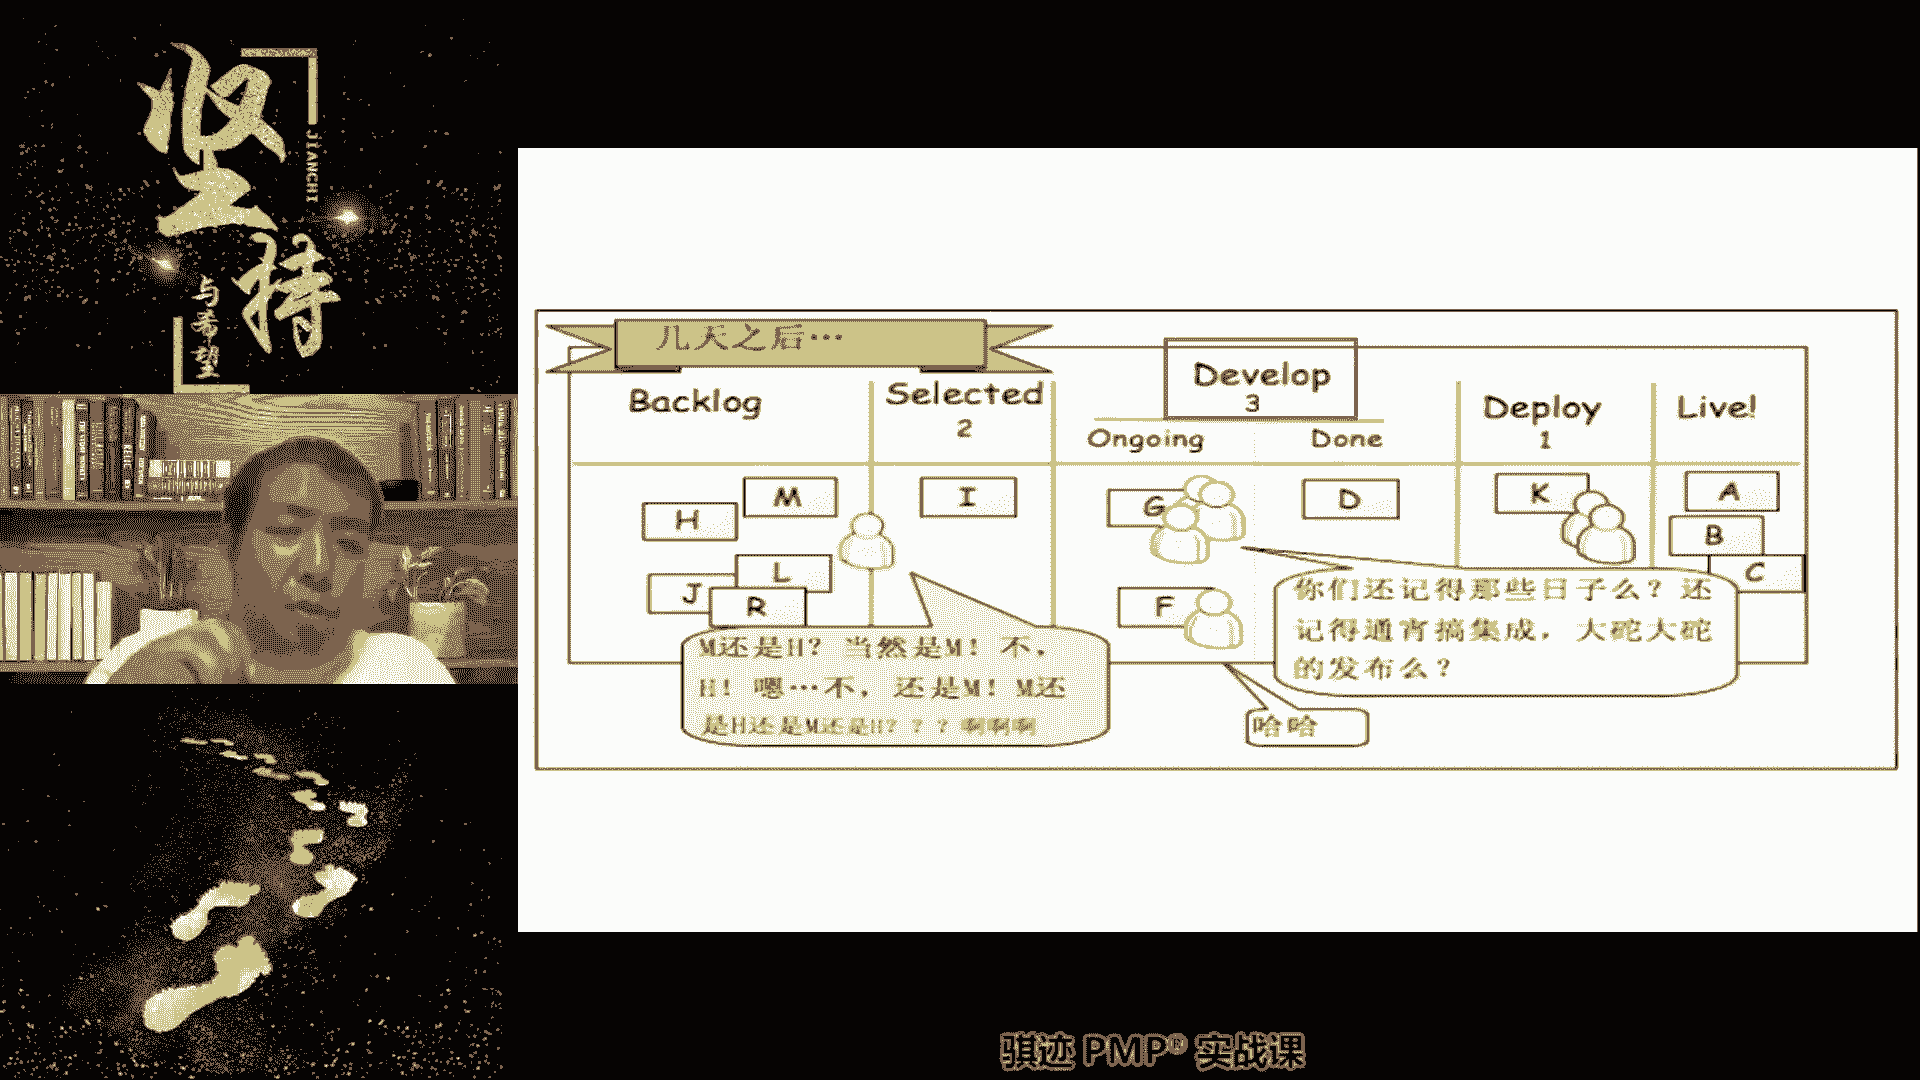 坚持
JIANCHI
与希望
几天之后…
Backlog
Selected
2
Develop
3
Ongoing
Done
Deploy
1
Live!
H
M
J
L
R
I
G
F
D
K
A
B
C
M还是H? 当然是M! 不,
H! 嗯…不, 还是M! M还
是H还是M还是H? ? ? 啊啊啊
你们还记得那些日子么? 还
记得通宵搞集成, 大砣大砣
的发布么?
哈哈
骐迹 PMP® 实战课